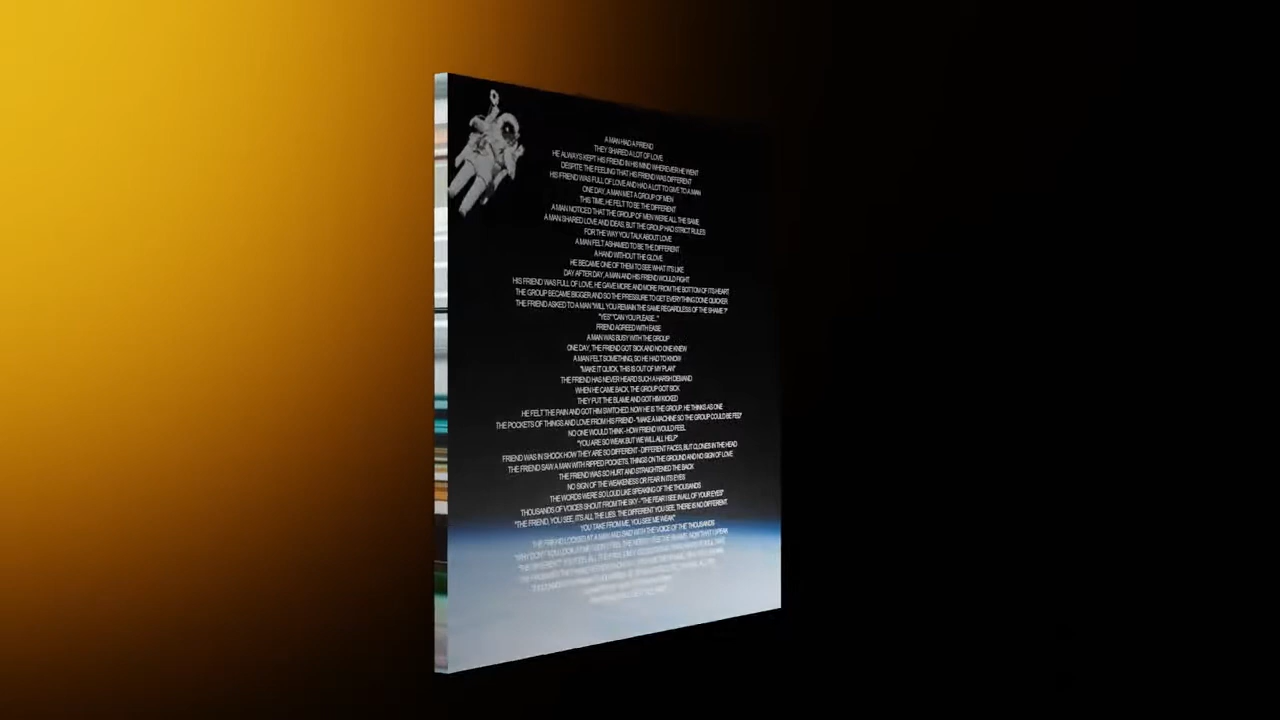 A MAN HAD A FRIEND
THEY SHARED A LOT OF LOVE
HE ALWAYS KEPT HIS FRIEND IN HIS MIND WHEREVER HE WENT
DESPITE THE FEELING THAT HIS FRIEND WAS DIFFERENT
HIS FRIEND WAS FULL OF LOVE AND HAD A LOT TO GIVE TO A MAN
ONE DAY, A MAN MET A GROUP OF MEN
THIS TIME, HE FELT TO BE THE DIFFERENT
A MAN NOTICED THAT THE GROUP OF MEN WERE ALL THE SAME
A MAN SHARED LOVE AND IDEAS, BUT THE GROUP HAD STRICT RULES
FOR THE WAY YOU TALK ABOUT LOVE
A MAN FELT ASHAMED TO BE THE DIFFERENT
A HAND WITHOUT THE GLOVE
HE BECAME ONE OF THEM TO SEE WHAT IT'S LIKE
DAY AFTER DAY, A MAN AND HIS FRIEND WOULD FIGHT
HIS FRIEND WAS FULL OF LOVE, HE GAVE MORE AND MORE FROM THE BOTTOM OF ITS HEART
THE GROUP BECAME BIGGER AND SO THE PRESSURE TO GET EVERYTHING DONE QUICKER
THE FRIEND ASKED TO A MAN "WILL YOU REMAIN THE SAME REGARDLESS OF THE SHAME?"
"YES" "CAN YOU PLEASE..."
FRIEND AGREED WITH EASE
A MAN WAS BUSY WITH THE GROUP
ONE DAY, THE FRIEND GOT SICK AND NO ONE KNEW
A MAN FELT SOMETHING, SO HE HAD TO KNOW
"MAKE IT QUICK, THIS IS OUT OF MY PLAN"
THE FRIEND HAS NEVER HEARD SUCH A HARSH DEMAND
WHEN HE CAME BACK, THE GROUP GOT SICK
THEY PUT THE BLAME AND GOT HIM KICKED
HE FELT THE PAIN AND GOT HIM SWITCHED. NOW HE IS THE GROUP, HE THINKS AS ONE
THE POCKETS OF THINGS AND LOVE FROM HIS FRIEND - "MAKE A MACHINE SO THE GROUP COULD BE FED"
NO ONE WOULD THINK - HOW FRIEND WOULD FEEL
"YOU ARE SO WEAK BUT WE WILL ALL HELP"
FRIEND WAS IN SHOCK HOW THEY ARE SO DIFFERENT - DIFFERENT FACES, BUT CLONES IN THE HEAD
THE FRIEND SAW A MAN WITH RIPPED POCKETS, THINGS ON THE GROUND AND NO SIGN OF LOVE
THE FRIEND WAS SO HURT AND STRAIGHTENED THE BACK
NO SIGN OF THE WEAKNESS OR FEAR IN ITS EYES
THE WORDS WERE SO LOUD LIKE SPEAKING OF THE THOUSANDS
THOUSANDS OF VOICES SHOUT FROM THE SKY - "THE FEAR I SEE IN ALL OF YOUR EYES"
"THE FRIEND, YOU SEE, IT'S ALL THE LIES. THE DIFFERENT YOU SEE, THERE IS NO DIFFERENT.
YOU TAKE FROM ME, YOU SEE ME WEAK"
THE FRIEND LOOKED AT A MAN AND SAID WITH THE VOICE OF THE THOUSANDS